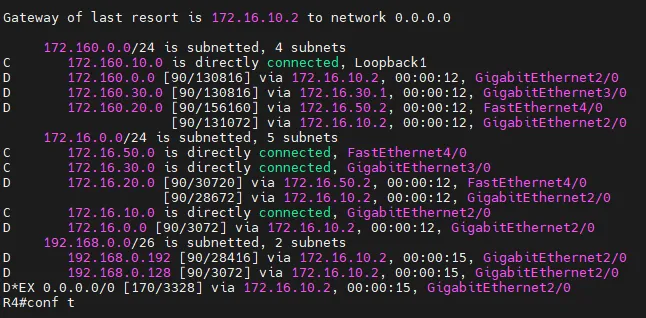 Gateway of last resort is 172.16.10.2 to network 0.0.0.0
172.160.0.0/24 is subnetted, 4 subnets
C 172.160.10.0 is directly connected, Loopback1
D 172.160.0.0 [90/130816] via 172.16.10.2, 00:00:12, GigabitEthernet2/0
D 172.160.30.0 [90/130816] via 172.16.30.1, 00:00:12, GigabitEthernet3/0
D 172.160.20.0 [90/156160] via 172.16.50.2, 00:00:12, FastEthernet4/0
[90/131072] via 172.16.10.2, 00:00:12, GigabitEthernet2/0
172.16.0.0/24 is subnetted, 5 subnets
C 172.16.50.0 is directly connected, FastEthernet4/0
C 172.16.30.0 is directly connected, GigabitEthernet3/0
D 172.16.20.0 [90/30720] via 172.16.50.2, 00:00:12, FastEthernet4/0
[90/28672] via 172.16.10.2, 00:00:12, GigabitEthernet2/0
C 172.16.10.0 is directly connected, GigabitEthernet2/0
D 172.16.0.0 [90/3072] via 172.16.10.2, 00:00:12, GigabitEthernet2/0
192.168.0.0/26 is subnetted, 2 subnets
D 192.168.0.192 [90/28416] via 172.16.10.2, 00:00:15, GigabitEthernet2/0
D 192.168.0.128 [90/3072] via 172.16.10.2, 00:00:15, GigabitEthernet2/0
D*EX 0.0.0.0/0 [170/3328] via 172.16.10.2, 00:00:15, GigabitEthernet2/0
R4#conf t